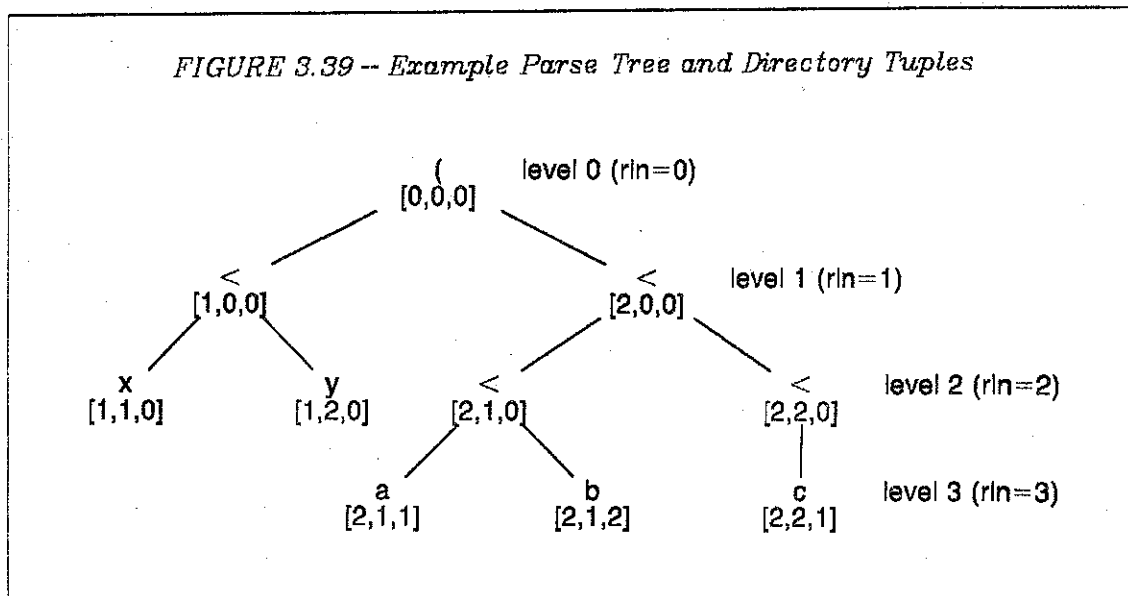 FIGURE 3.39 -- Example Parse Tree and Directory Tuples
( level 0 (rln=0)
[0,0,0]
< < level 1 (rln=1)
[1,0,0] [2,0,0]
x y < < level 2 (rln=2)
[1,1,0] [1,2,0] [2,1,0] [2,2,0]
a b c level 3 (rln=3)
[2,1,1] [2,1,2] [2,2,1]